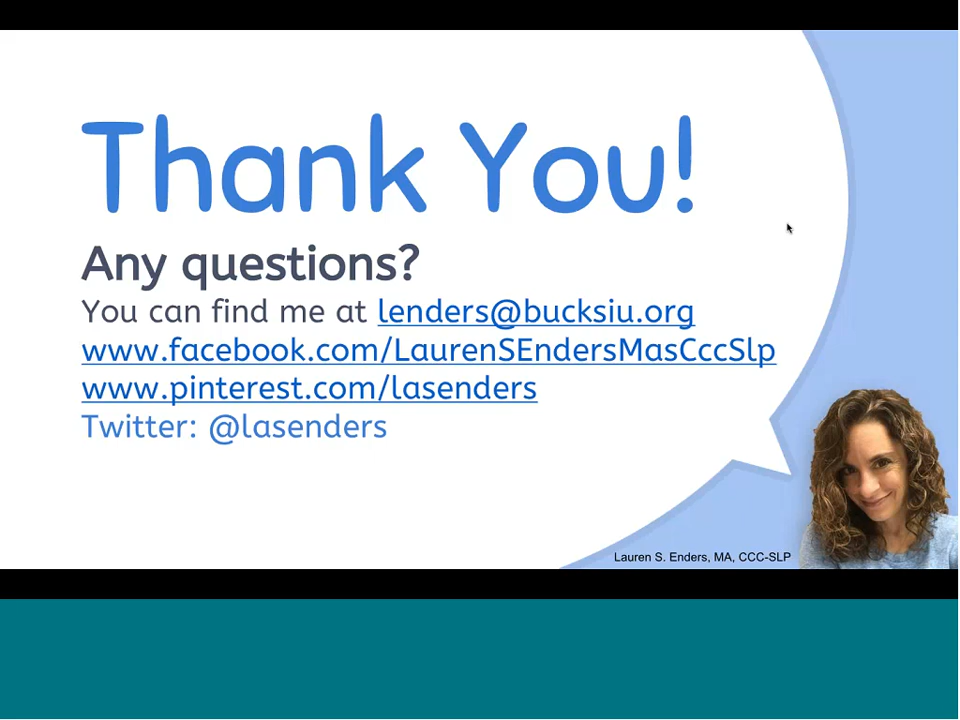 Thank You!
Any questions?
You can find me at lenders@bucksiu.org
www.facebook.com/LaurenSEndersMasCccSlp
www.pinterest.com/lasenders
Twitter: @lasenders
Lauren S. Enders, MA, CCC-SLP